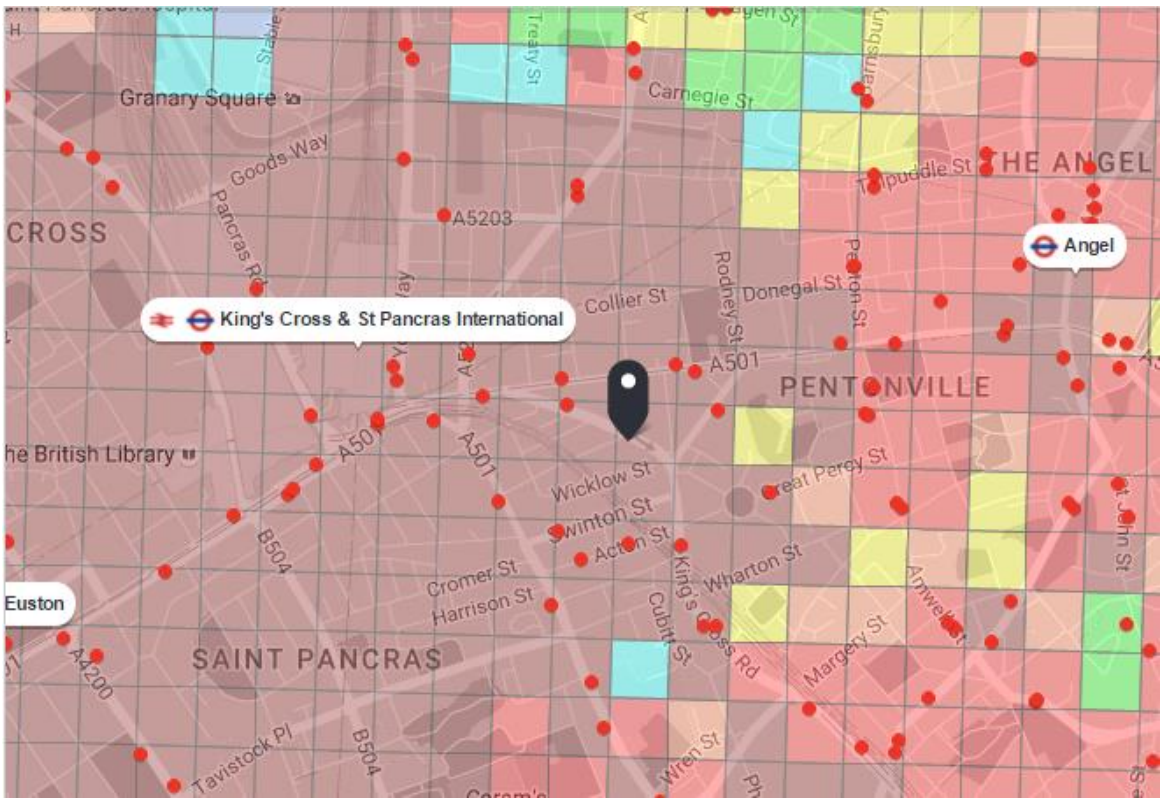 Granary Square
Goods Way
Treaty St
Carnegie St
Tolpuddle St
THE ANGEL
CROSS
Pancras Rd
A5203
Angel
Penton St
Rodney St
Donegal St
Collier St
King's Cross & St Pancras International
A501
PENTONVILLE
The British Library
A501
A501
Great Percy St
Wicklow St
Swinton St
Acton St
B504
Cromer St
Harrison St
Wharton St
King's Cross Rd
Cubitt St
Amwell St
Margery St
Euston
A4200
SAINT PANCRAS
Tavistock Pl
B504
Wren St